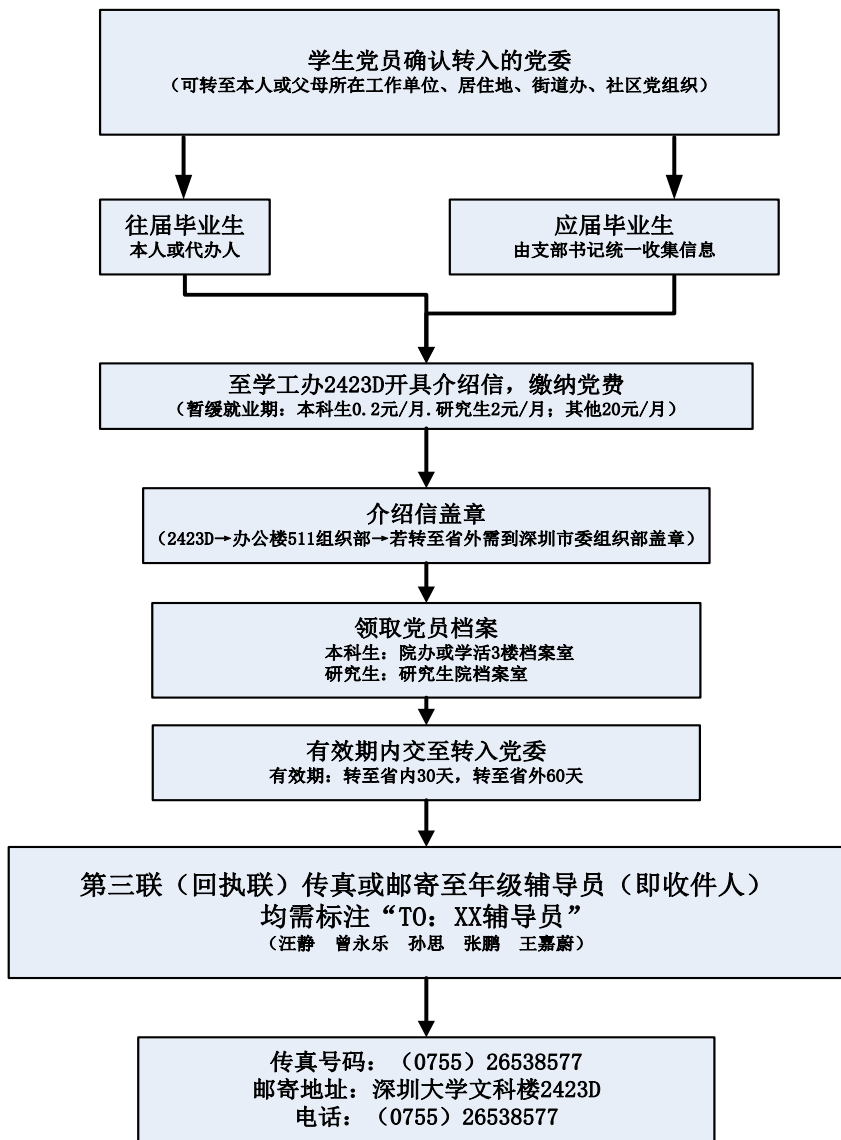 学生党员确认转入的党委
（可转至本人或父母所在工作单位、居住地、街道办、社区党组织）
往届毕业生
本人或代办人
应届毕业生
由支部书记统一收集信息
至学工办2423D开具介绍信，缴纳党费
（暂缓就业期：本科生0.2元/月.研究生2元/月；其他20元/月）
介绍信盖章
（2423D→办公楼511组织部→若转至省外需到深圳市委组织部盖章）
领取党员档案
本科生：院办或学活3楼档案室
研究生：研究生院档案室
有效期内交至转入党委
有效期：转至省内30天，转至省外60天
第三联（回执联）传真或邮寄至年级辅导员（即收件人）
均需标注“TO：XX辅导员”
（汪静　曾永乐　孙思　张鹏　王嘉蔚）
传真号码：（0755）26538577
邮寄地址：深圳大学文科楼2423D
电话：（0755）26538577